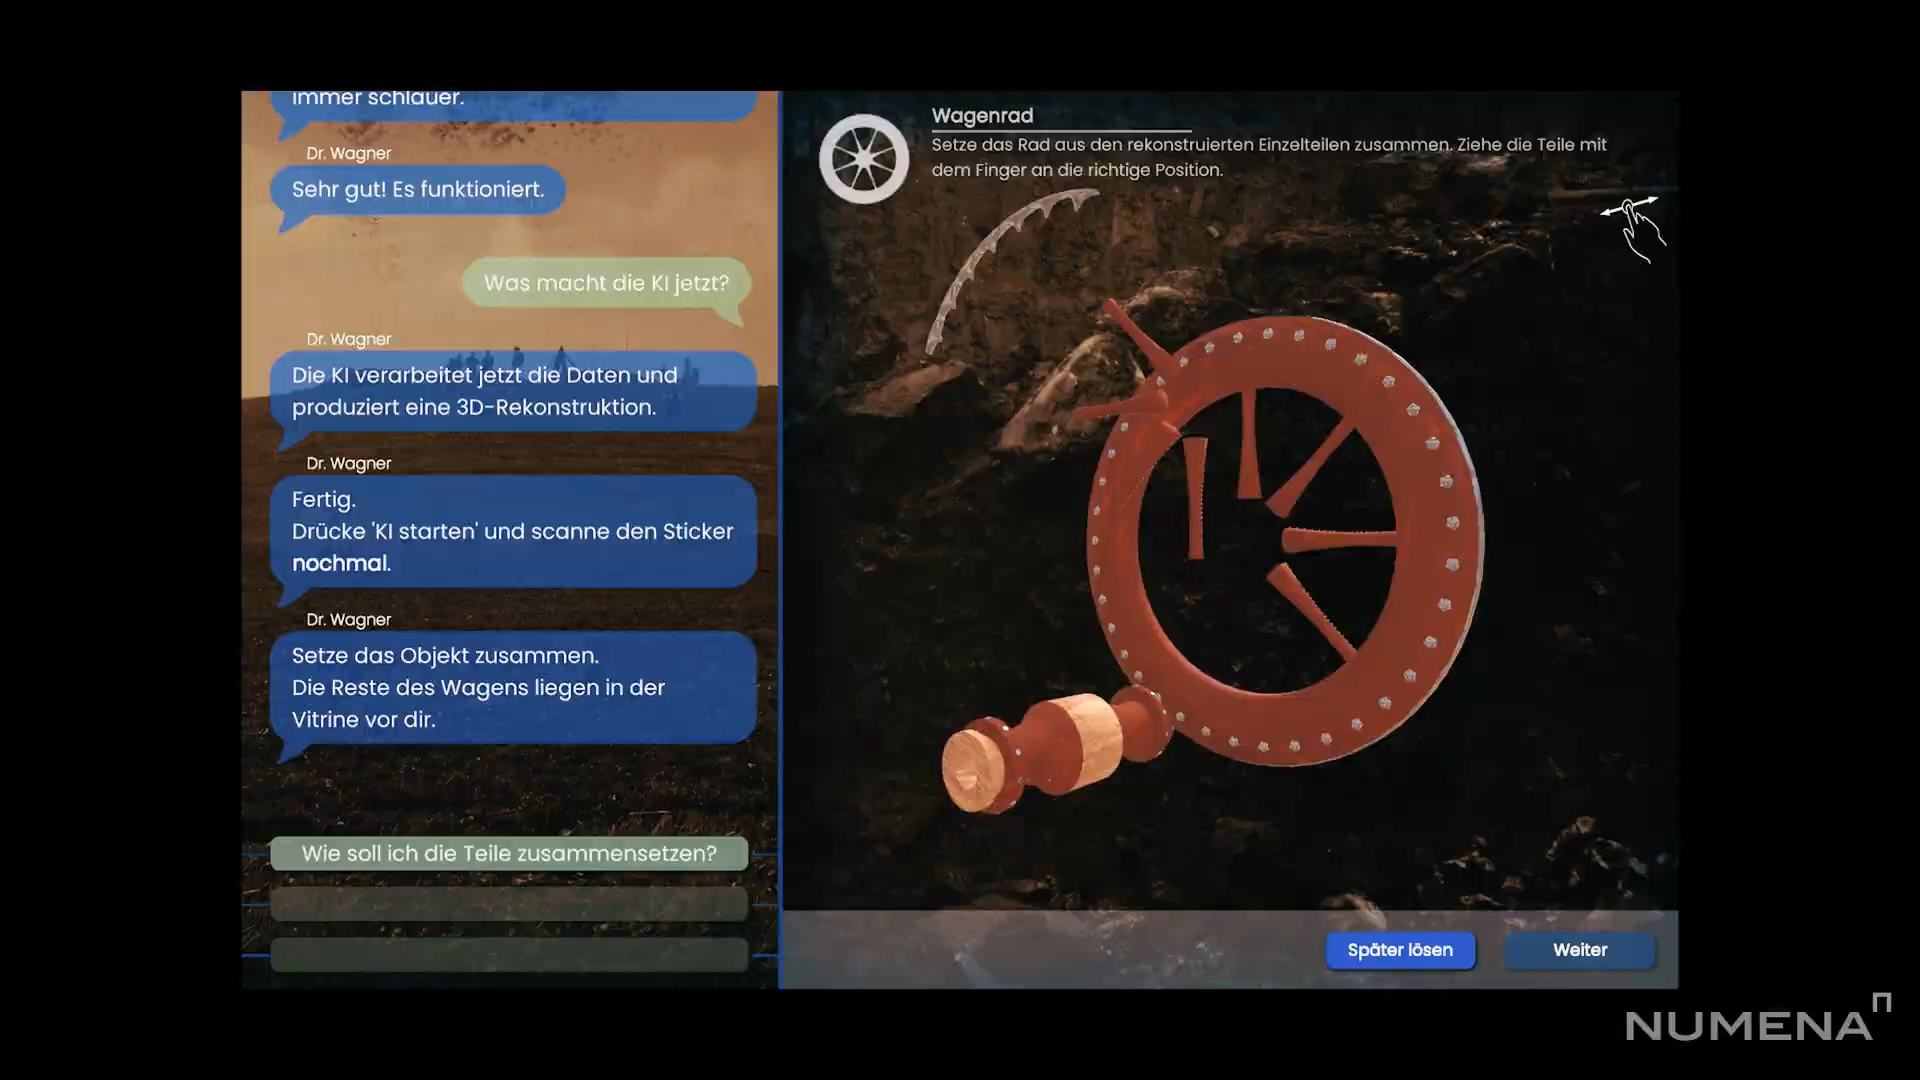 immer schlauer.
Dr. Wagner
Sehr gut! Es funktioniert.
Was macht die KI jetzt?
Dr. Wagner
Die KI verarbeitet jetzt die Daten und
produziert eine 3D-Rekonstruktion.
Dr. Wagner
Fertig.
Drücke 'KI starten' und scanne den Sticker
nochmal.
Dr. Wagner
Setze das Objekt zusammen.
Die Reste des Wagens liegen in der
Vitrine vor dir.
Wie soll ich die Teile zusammensetzen?
Wagenrad
Setze das Rad aus den rekonstruierten Einzelteilen zusammen. Ziehe die Teile mit
dem Finger an die richtige Position.
Später lösen
Weiter
NUMENA